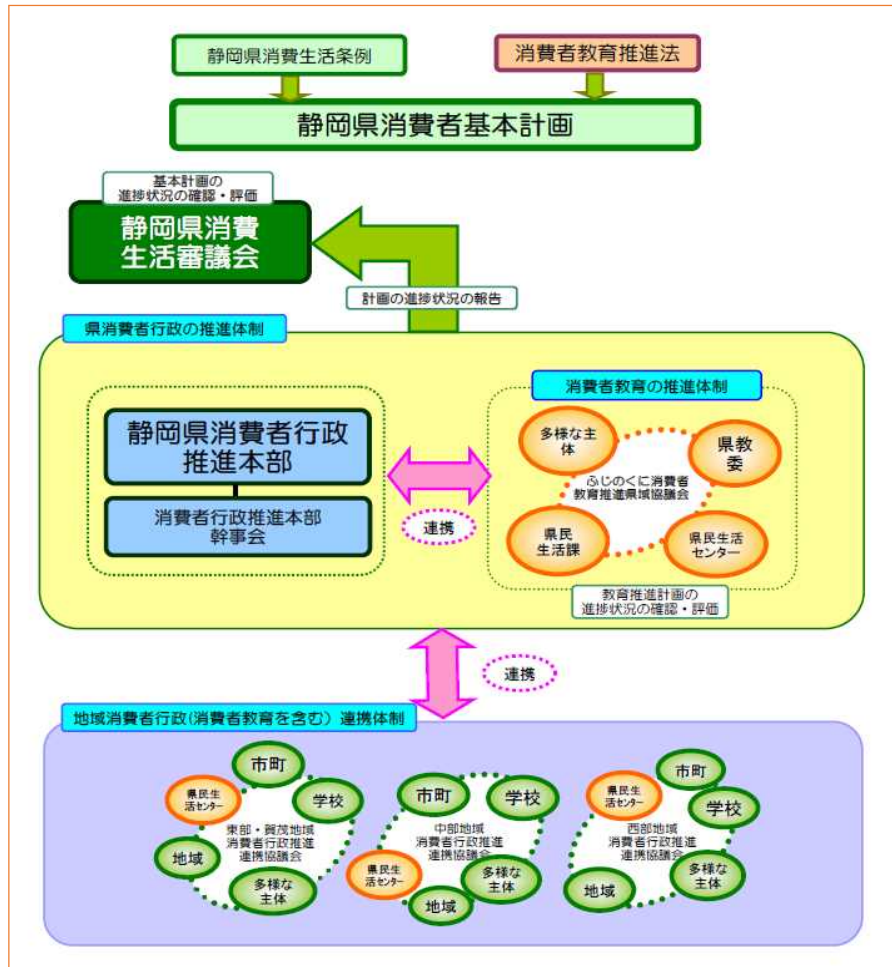 静岡県消費生活条例
消費者教育推進法
静岡県消費者基本計画
基本計画の
進捗状況の確認・評価
静岡県消費
生活審議会
計画の進捗状況の報告
県消費者行政の推進体制
静岡県消費者行政
推進本部
消費者行政推進本部
幹事会
連携
消費者教育の推進体制
多様な主
体
県教
委
ふじのくに消費者
教育推進県域協議会
県民
生活課
県民生活
センター
教育推進計画の
進捗状況の確認・評価
連携
地域消費者行政(消費者教育を含む）連携体制
市町
県民生
活センター
学校
東部・賀茂地域
消費者行政推進
連携協議会
地域
多様な
主体
市町
学校
中部地域
消費者行政推進
連携協議会
県民生
活センター
多様な
主体
地域
市町
県民生
活センター
学校
西部地域
消費者行政推進
連携協議会
多様な
主体
地域